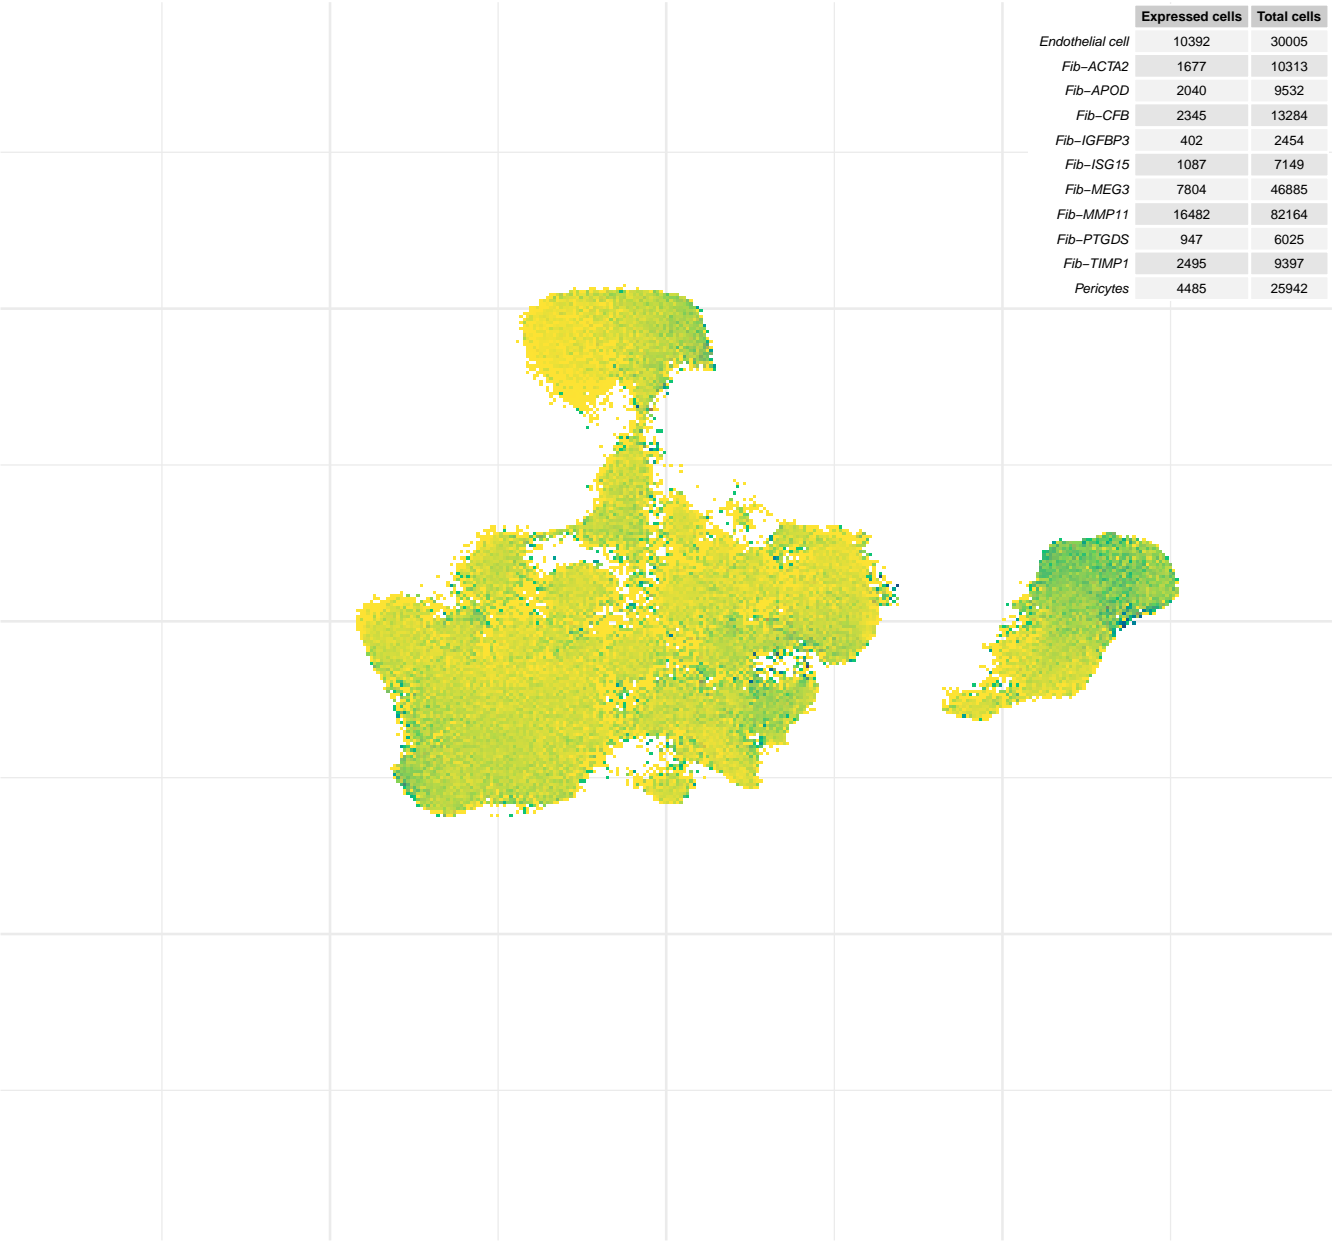 Expressed cells Total cells
Endothelial cell 10392 30005
Fib−ACTA2 1677 10313
Fib−APOD 2040 9532
Fib−CFB 2345 13284
Fib−IGFBP3 402 2454
Fib−ISG15 1087 7149
Fib−MEG3 7804 46885
Fib−MMP11 16482 82164
Fib−PTGDS 947 6025
Fib−TIMP1 2495 9397
Pericytes 4485 25942